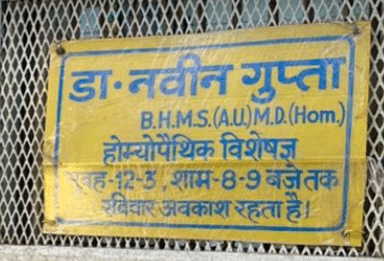 डा॰नवीन गुप्ता
B.H.M.S.(A.U.)M.D.(Hom.)
होम्योपैथिक विशेषज्ञ
सुबह-12-3, शाम-8-9 बजे तक
रविवार अवकाश रहता है।